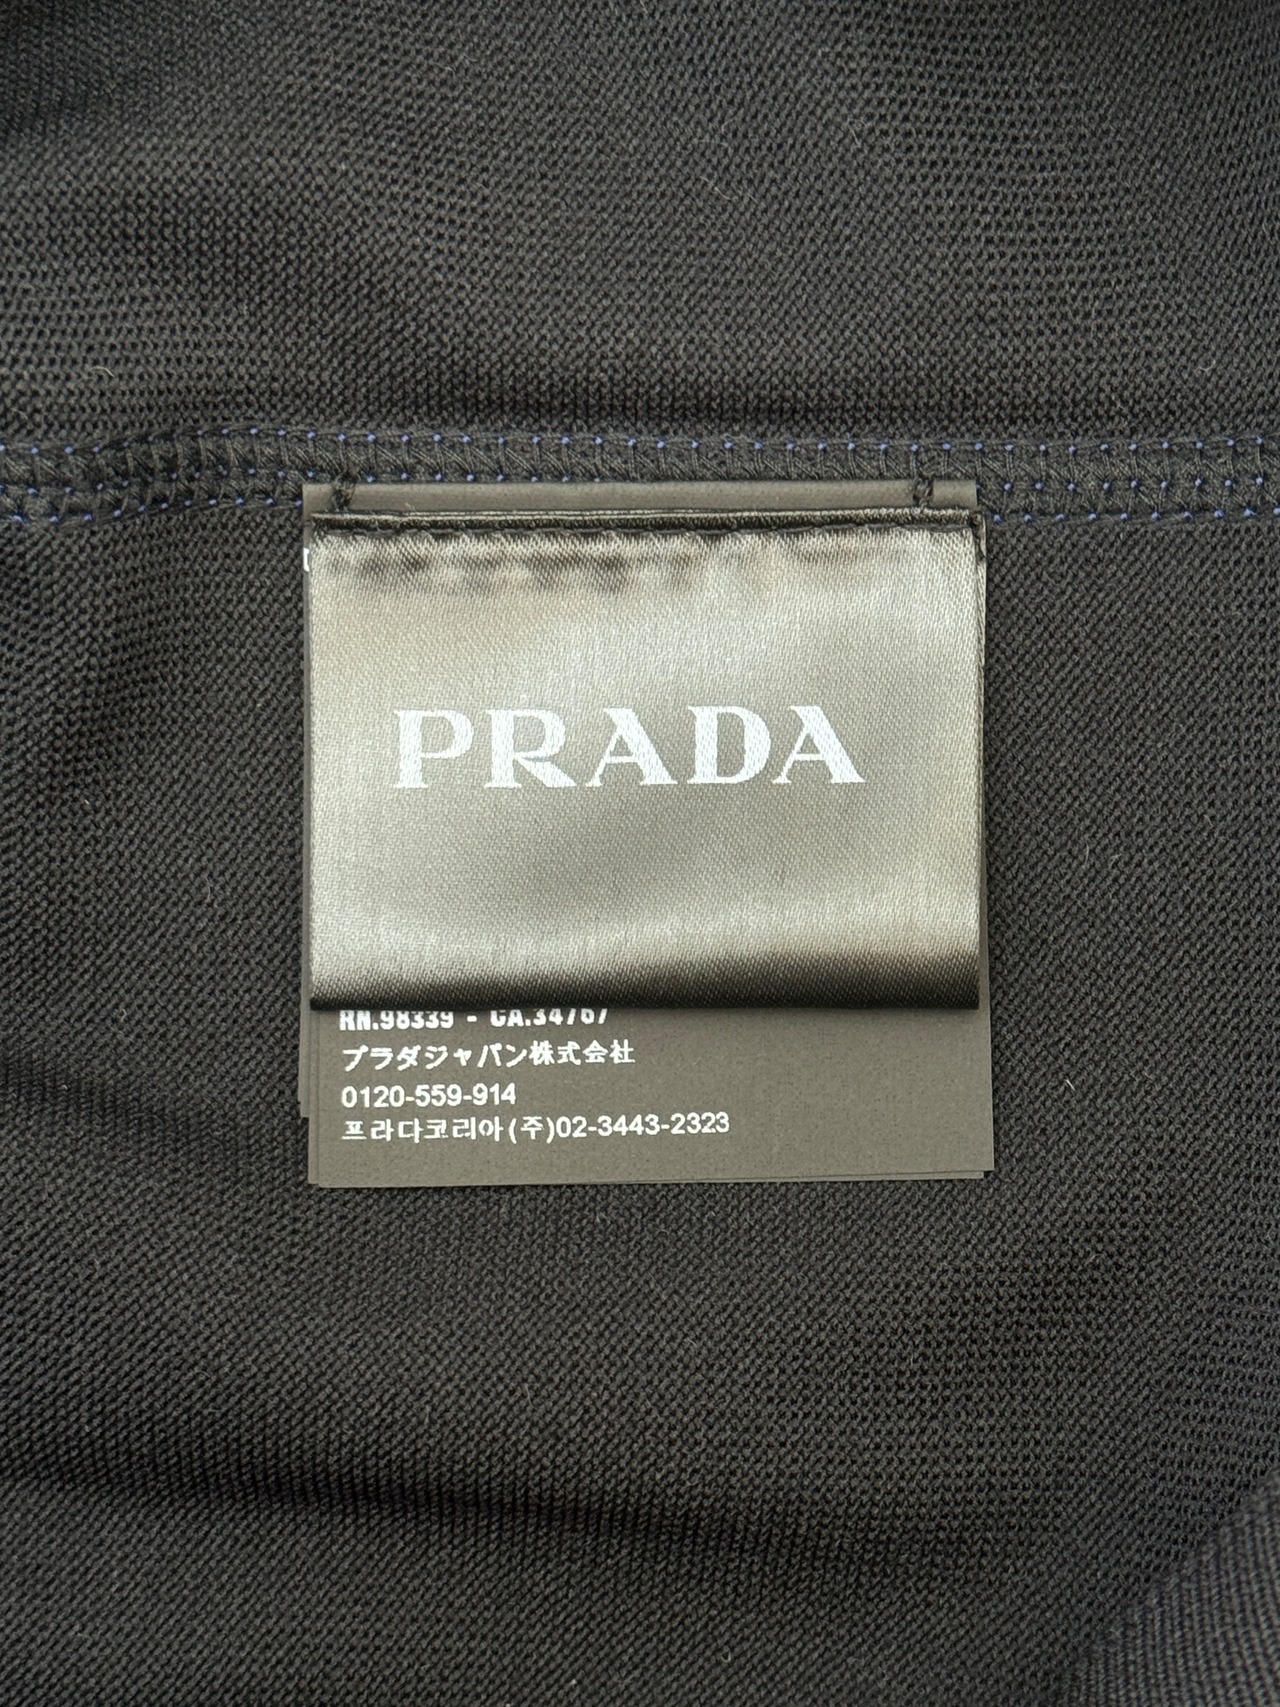 PRADA
RN.98339 - CA.34767
プラダジャパン株式会社
0120-559-914
프라다코리아(주)02-3443-2323